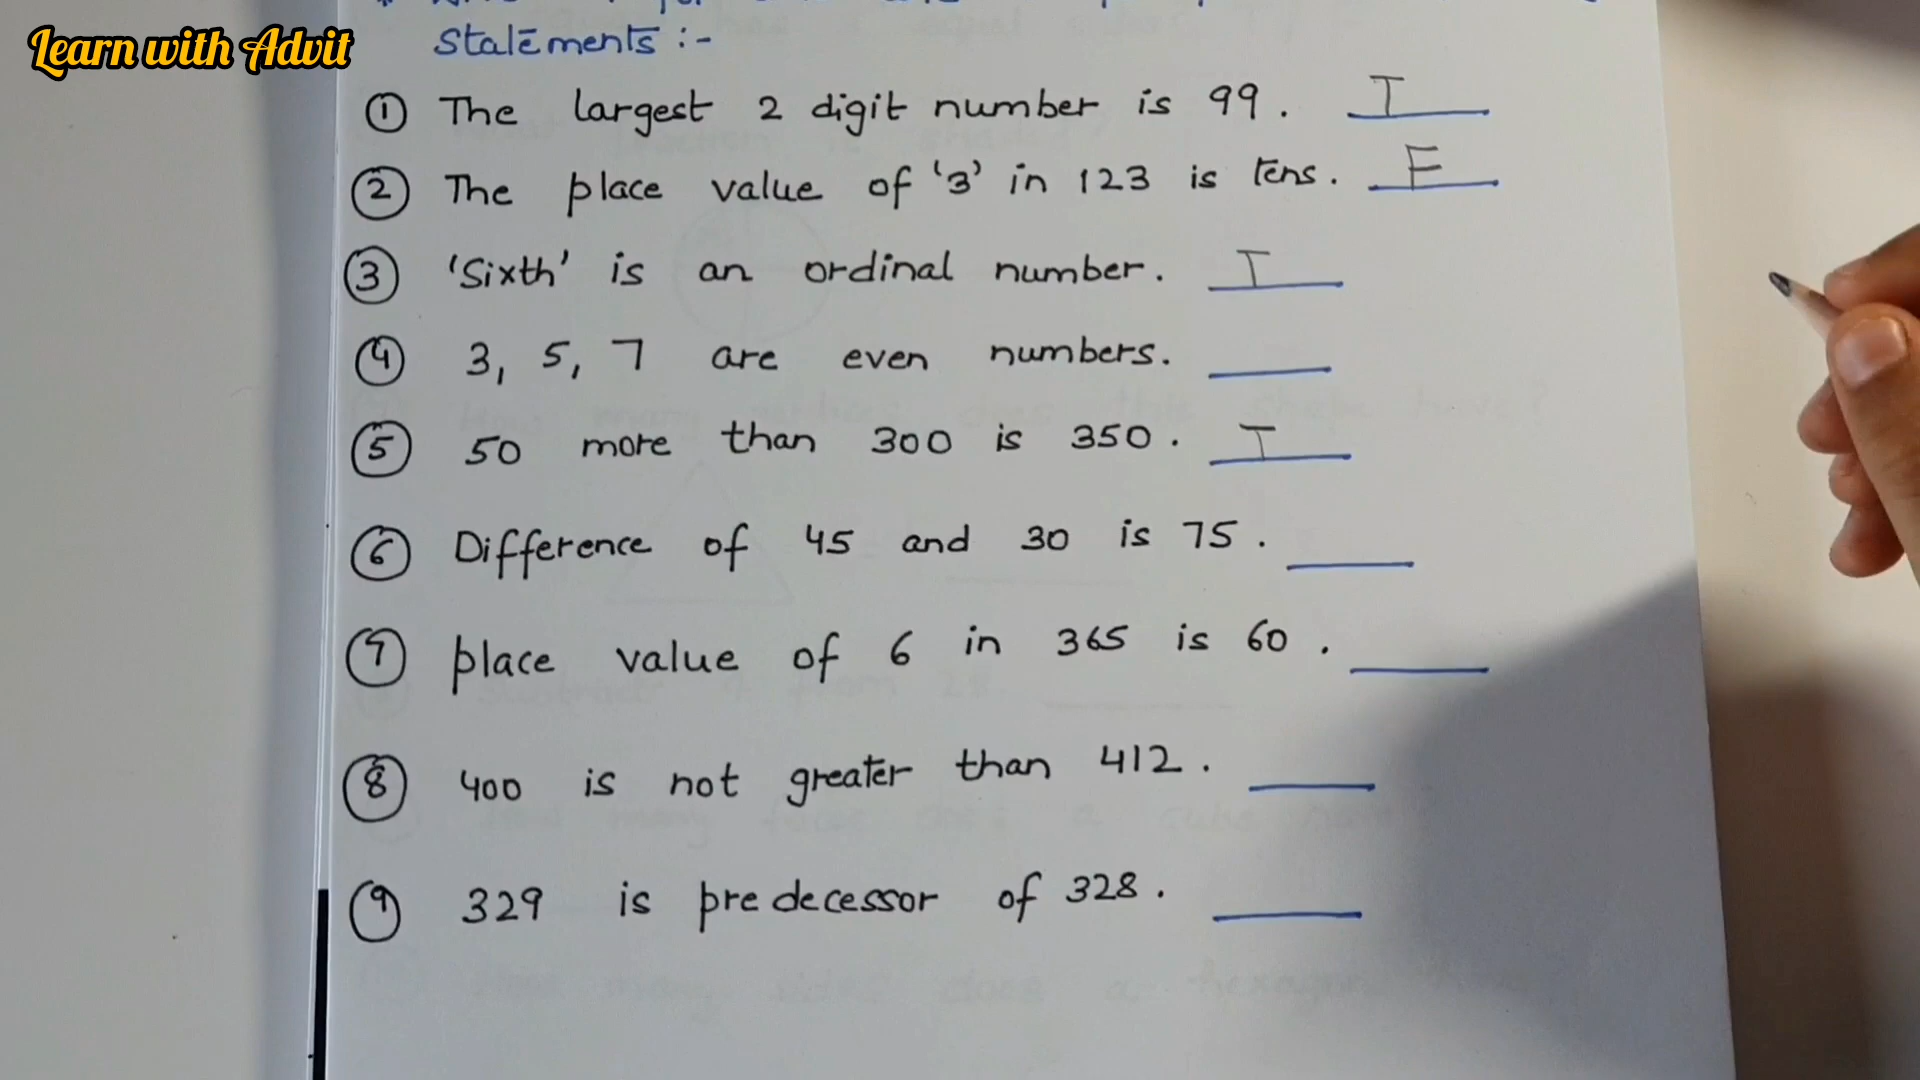 Learn with Advit
Statements :-
① The largest 2 digit number is 99. T
② The place value of '3' in 123 is tens. F
③ 'Sixth' is an ordinal number. T
④ 3, 5, 7 are even numbers.
⑤ 50 more than 300 is 350. T
⑥ Difference of 45 and 30 is 75.
⑦ place value of 6 in 365 is 60.
⑧ 400 is not greater than 412.
⑨ 329 is predecessor of 328.